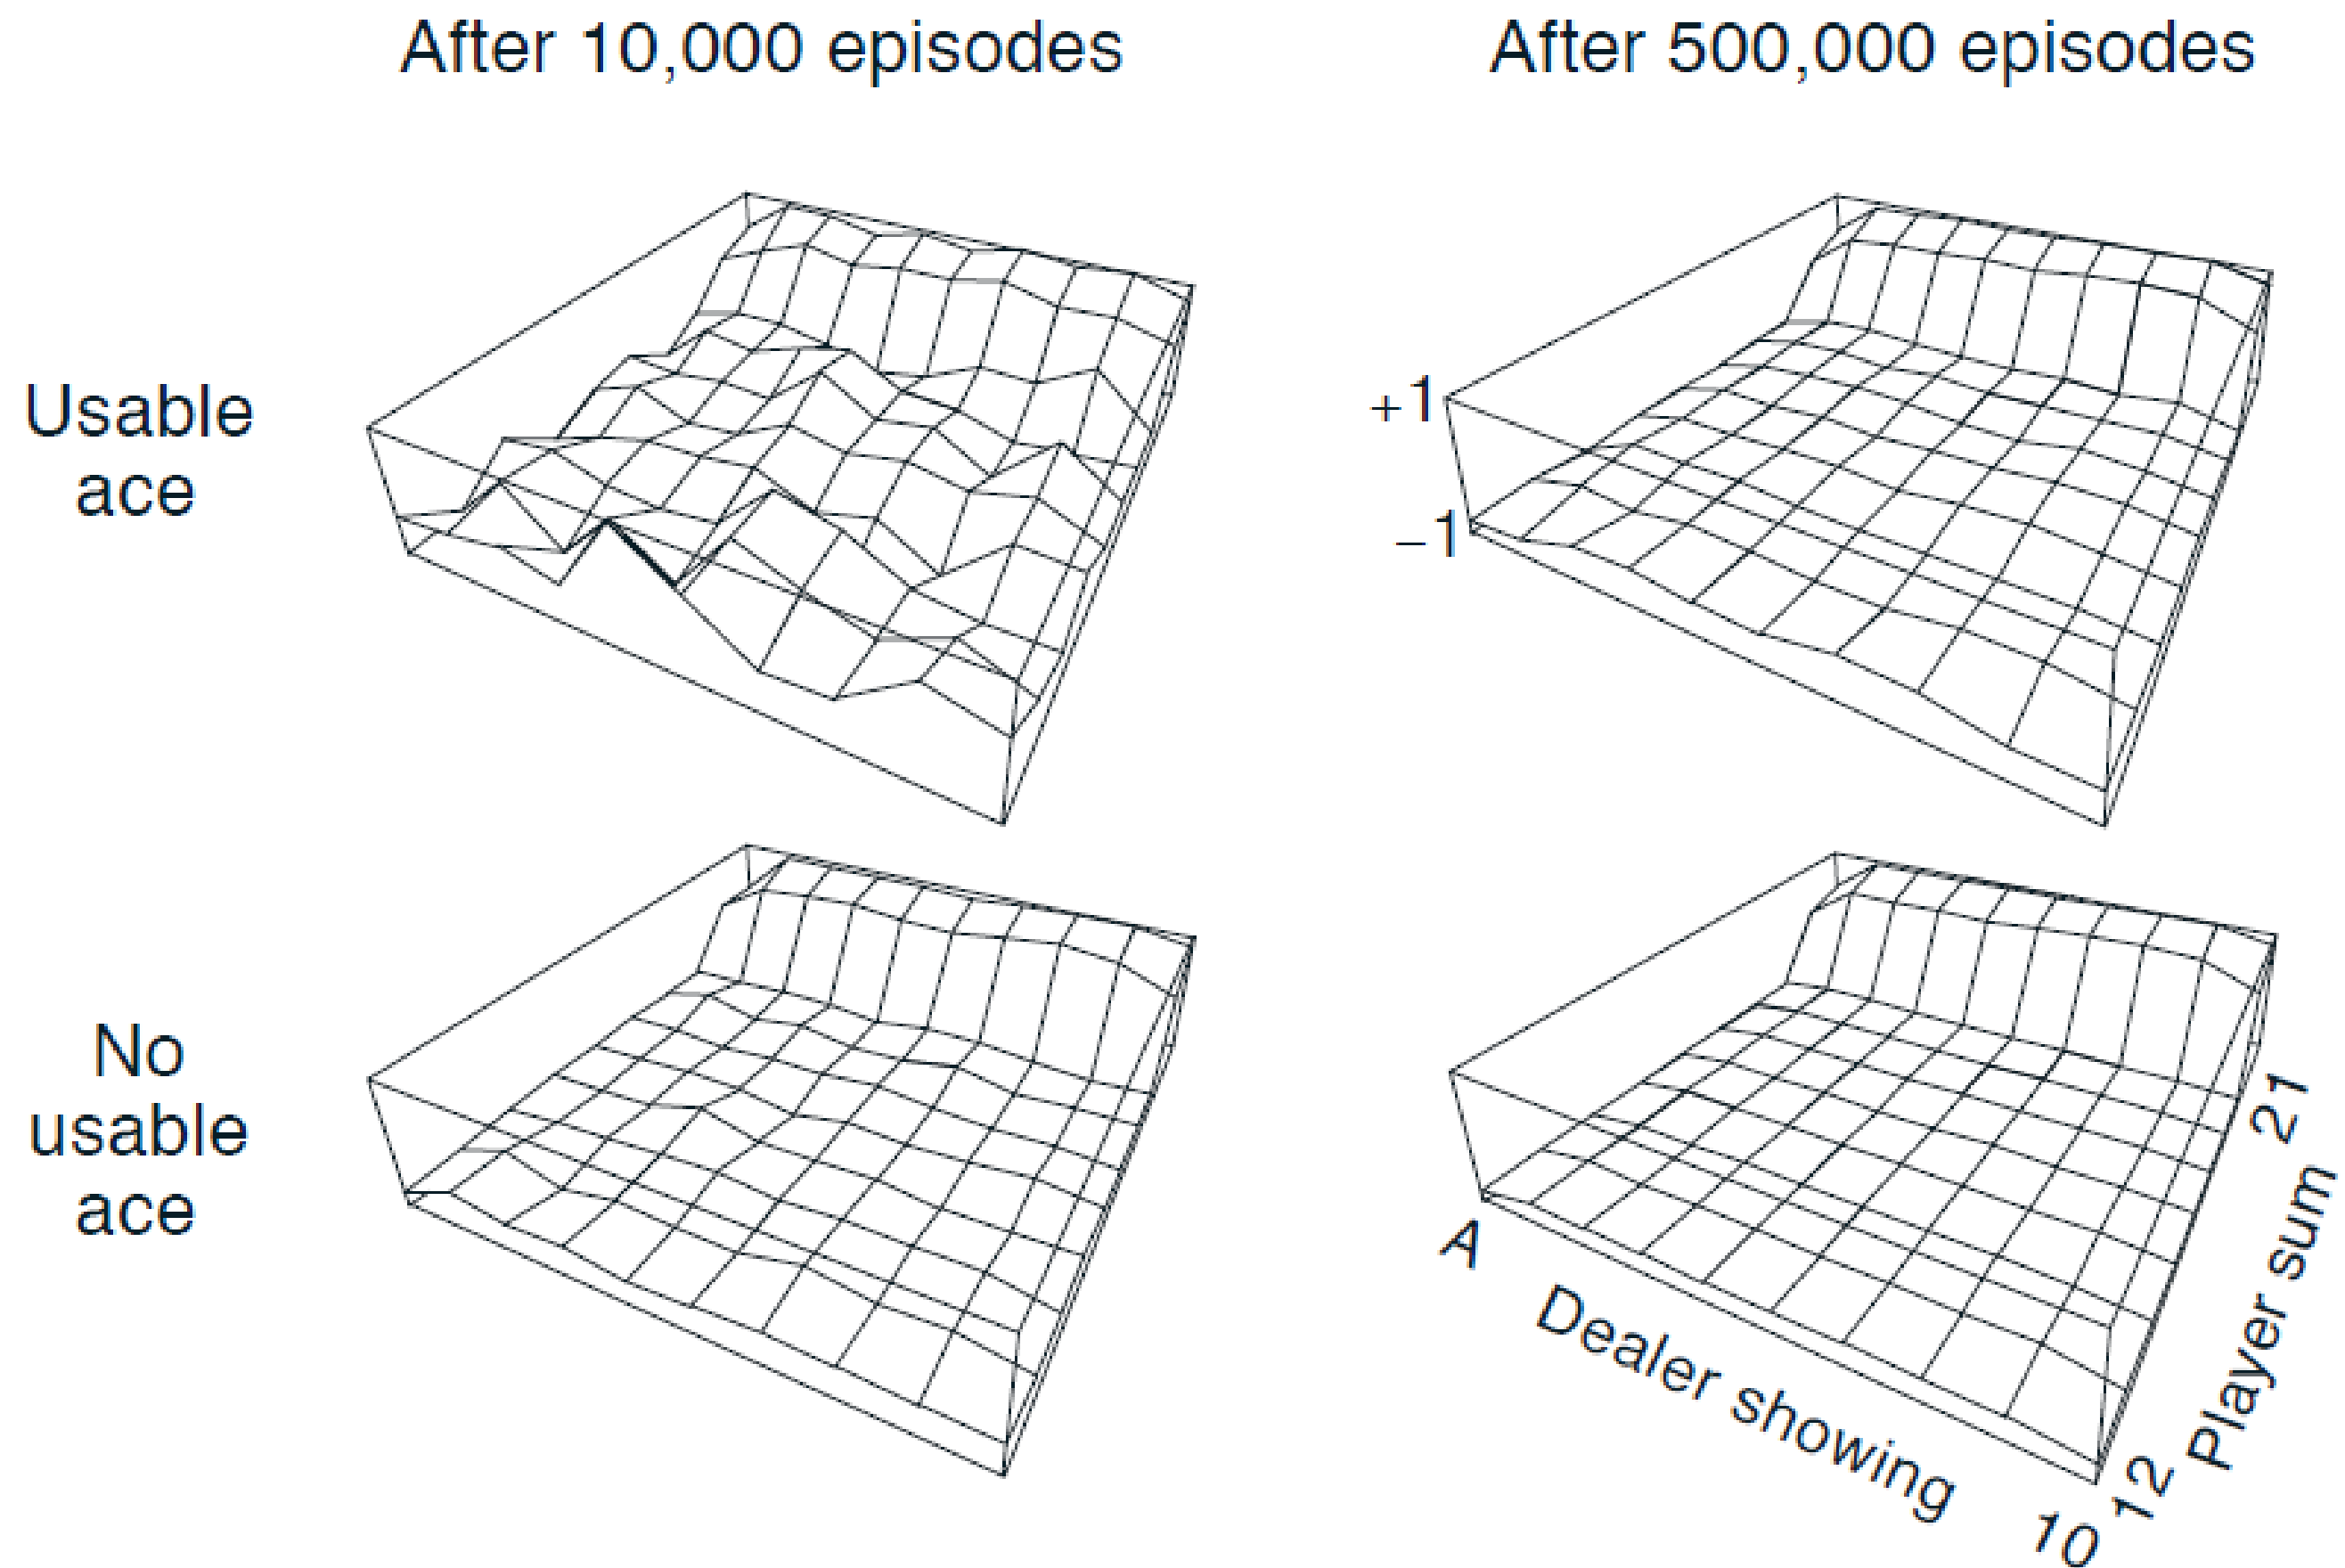 After 10,000 episodes
After 500,000 episodes
Usable
ace
+1
−1
No
usable
ace
A
Dealer showing
10
12
Player sum
21